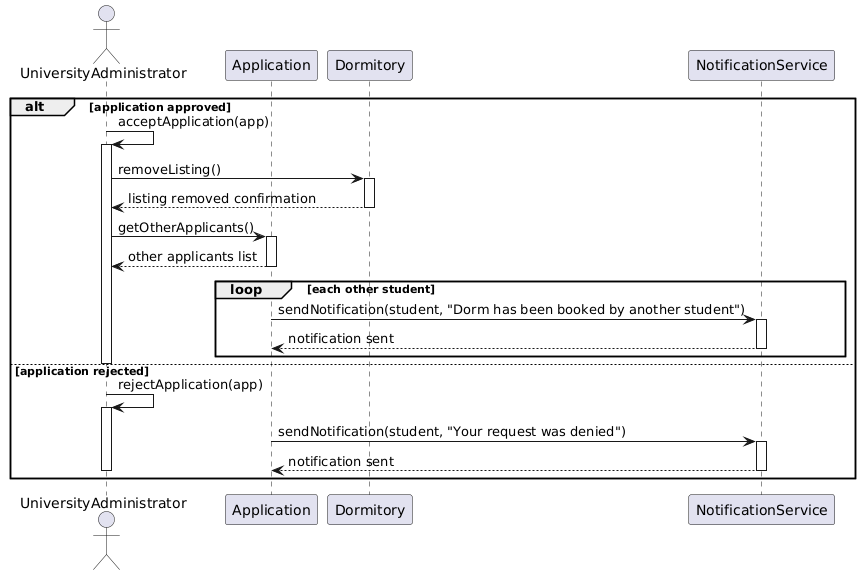 UniversityAdministrator
Application
Dormitory
NotificationService
alt
[application approved]
acceptApplication(app)
removeListing()
listing removed confirmation
getOtherApplicants()
other applicants list
loop
[each other student]
sendNotification(student, "Dorm has been booked by another student")
notification sent
[application rejected]
rejectApplication(app)
sendNotification(student, "Your request was denied")
notification sent
UniversityAdministrator
Application
Dormitory
NotificationService